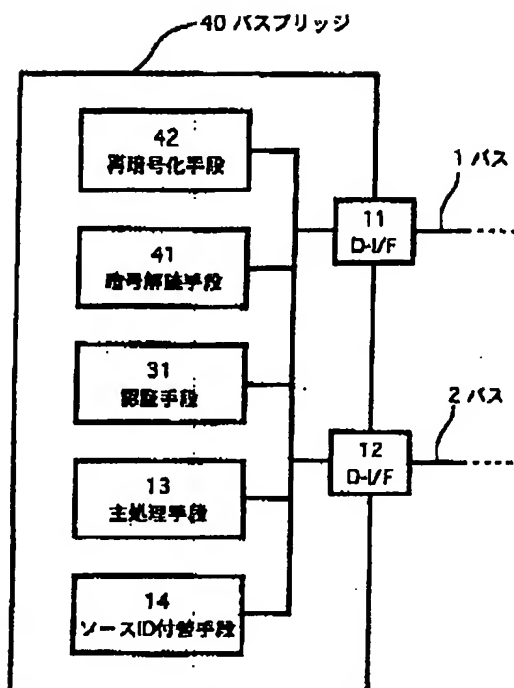 40 バスブリッジ
42
再暗号化手段
1 バス
11
D-I/F
41
暗号解読手段
31
認証手段
2 バス
12
D-I/F
13
主処理手段
14
ソースID付替手段